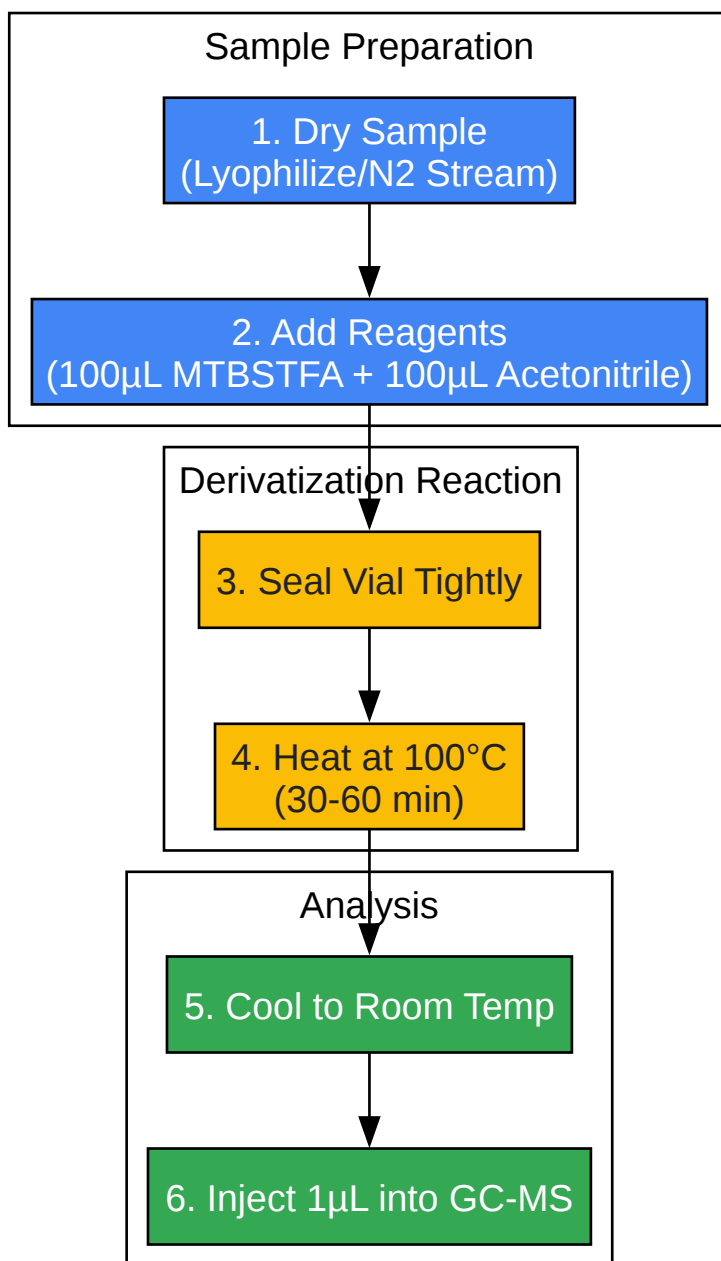 Sample Preparation
1. Dry Sample
(Lyophilize/N2 Stream)
2. Add Reagents
(100µL MTBSTFA + 100µL Acetonitrile)
Derivatization Reaction
3. Seal Vial Tightly
4. Heat at 100°C
(30-60 min)
Analysis
5. Cool to Room Temp
6. Inject 1µL into GC-MS